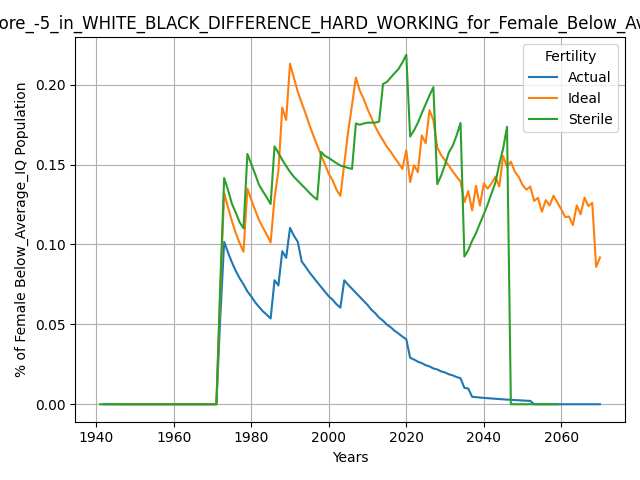 ore_-5_in_WHITE_BLACK_DIFFERENCE_HARD_WORKING_for_Female_Below_Av
% of Female Below_Average_IQ Population
Fertility
Actual
Ideal
Sterile
0.20
0.15
0.10
0.05
0.00
1940 1960 1980 2000 2020 2040 2060
Years